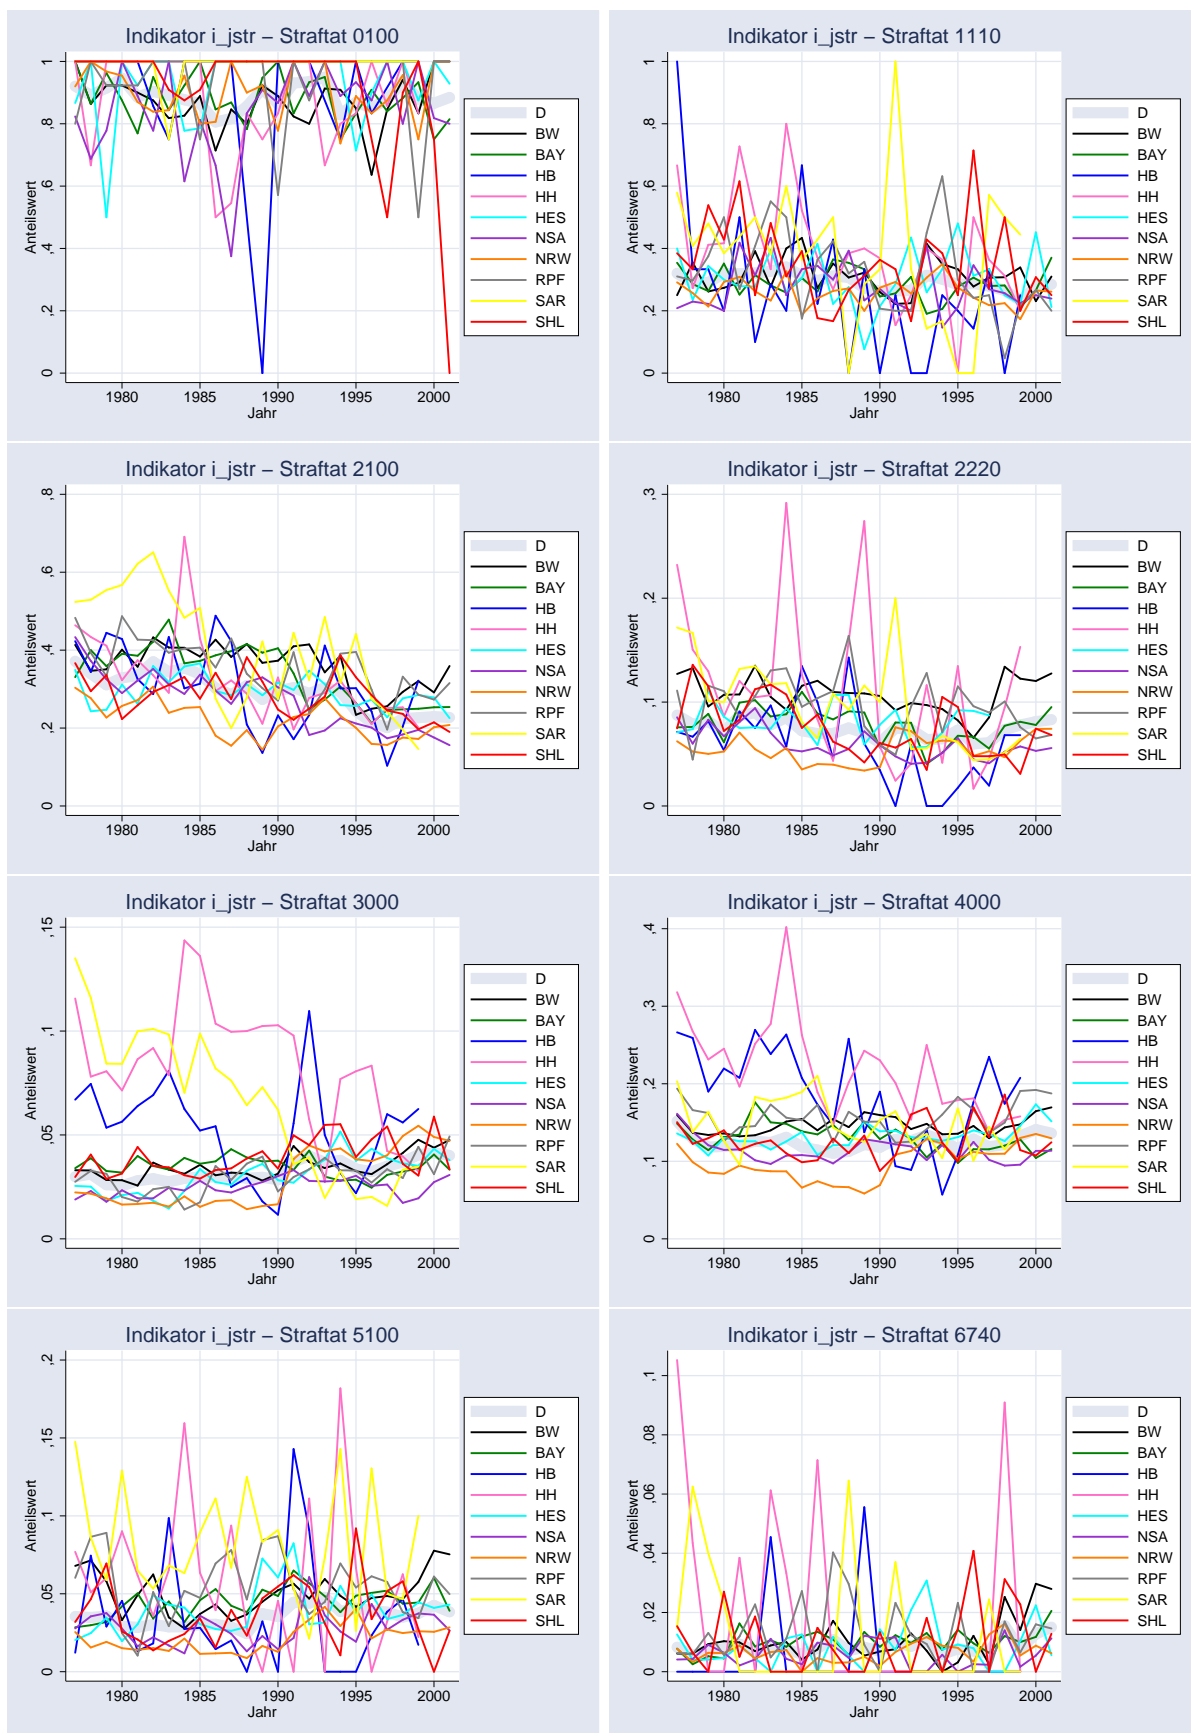 Indikator i_jstr – Straftat 0100
Anteilswert
1
,8
,6
,4
,2
0
1980 1985 1990 1995 2000
Jahr
D
BW
BAY
HB
HH
HES
NSA
NRW
RPF
SAR
SHL
Indikator i_jstr – Straftat 1110
Anteilswert
1
,8
,6
,4
,2
0
1980 1985 1990 1995 2000
Jahr
D
BW
BAY
HB
HH
HES
NSA
NRW
RPF
SAR
SHL
Indikator i_jstr – Straftat 2100
Anteilswert
,8
,6
,4
,2
0
1980 1985 1990 1995 2000
Jahr
D
BW
BAY
HB
HH
HES
NSA
NRW
RPF
SAR
SHL
Indikator i_jstr – Straftat 2220
Anteilswert
,3
,2
,1
0
1980 1985 1990 1995 2000
Jahr
D
BW
BAY
HB
HH
HES
NSA
NRW
RPF
SAR
SHL
Indikator i_jstr – Straftat 3000
Anteilswert
,15
,1
,05
0
1980 1985 1990 1995 2000
Jahr
D
BW
BAY
HB
HH
HES
NSA
NRW
RPF
SAR
SHL
Indikator i_jstr – Straftat 4000
Anteilswert
,4
,3
,2
,1
0
1980 1985 1990 1995 2000
Jahr
D
BW
BAY
HB
HH
HES
NSA
NRW
RPF
SAR
SHL
Indikator i_jstr – Straftat 5100
Anteilswert
,2
,15
,1
,05
0
1980 1985 1990 1995 2000
Jahr
D
BW
BAY
HB
HH
HES
NSA
NRW
RPF
SAR
SHL
Indikator i_jstr – Straftat 6740
Anteilswert
,1
,08
,06
,04
,02
0
1980 1985 1990 1995 2000
Jahr
D
BW
BAY
HB
HH
HES
NSA
NRW
RPF
SAR
SHL